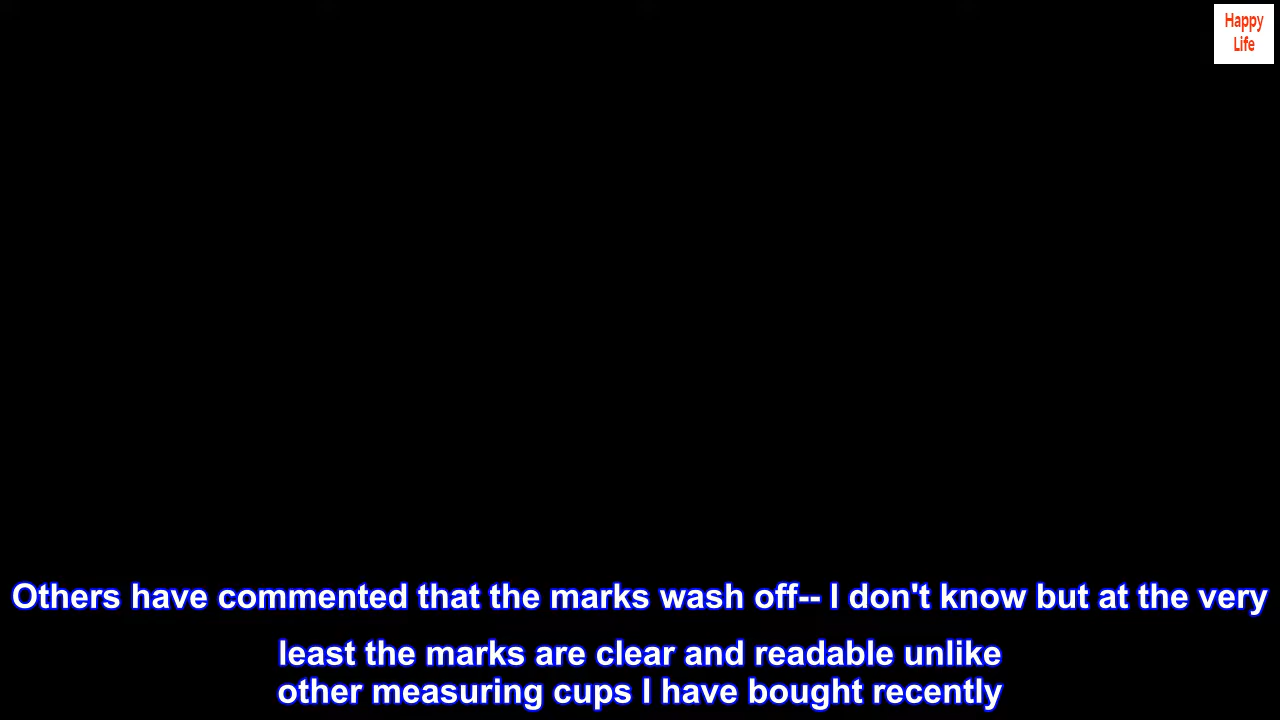 Happy
Life
Others have commented that the marks wash off-- I don't know but at the very
least the marks are clear and readable unlike
other measuring cups I have bought recently